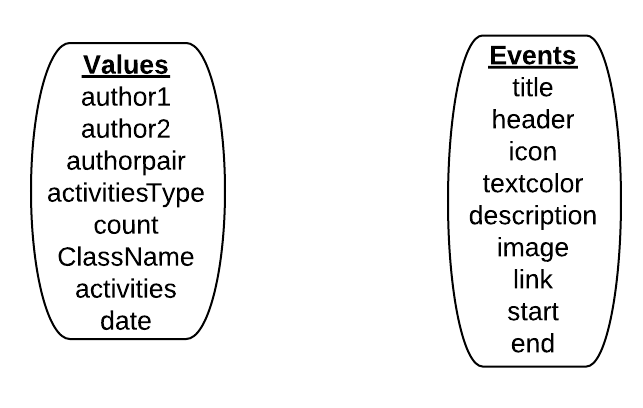 Values
author1
author2
authorpair
activitiesType
count
ClassName
activities
date
Events
title
header
icon
textcolor
description
image
link
start
end